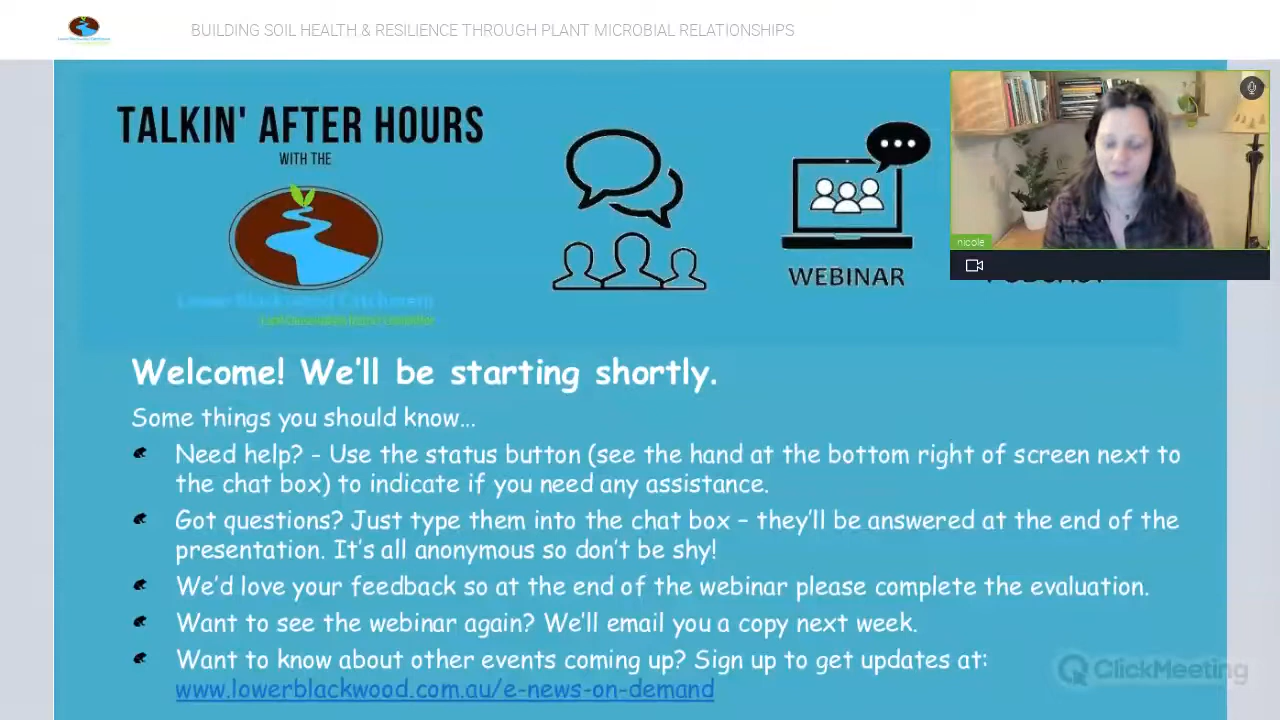 BUILDING SOIL HEALTH & RESILIENCE THROUGH PLANT MICROBIAL RELATIONSHIPS
TALKIN' AFTER HOURS
WITH THE
Lower Blackwood Catchment
WEBINAR
nicole
Welcome! We'll be starting shortly.
Some things you should know…
Need help? - Use the status button (see the hand at the bottom right of screen next to
the chat box) to indicate if you need any assistance.
Got questions? Just type them into the chat box – they'll be answered at the end of the
presentation. It's all anonymous so don't be shy!
We'd love your feedback so at the end of the webinar please complete the evaluation.
Want to see the webinar again? We'll email you a copy next week.
Want to know about other events coming up? Sign up to get updates at:
www.lowerblackwood.com.au/e-news-on-demand
ClickMeeting